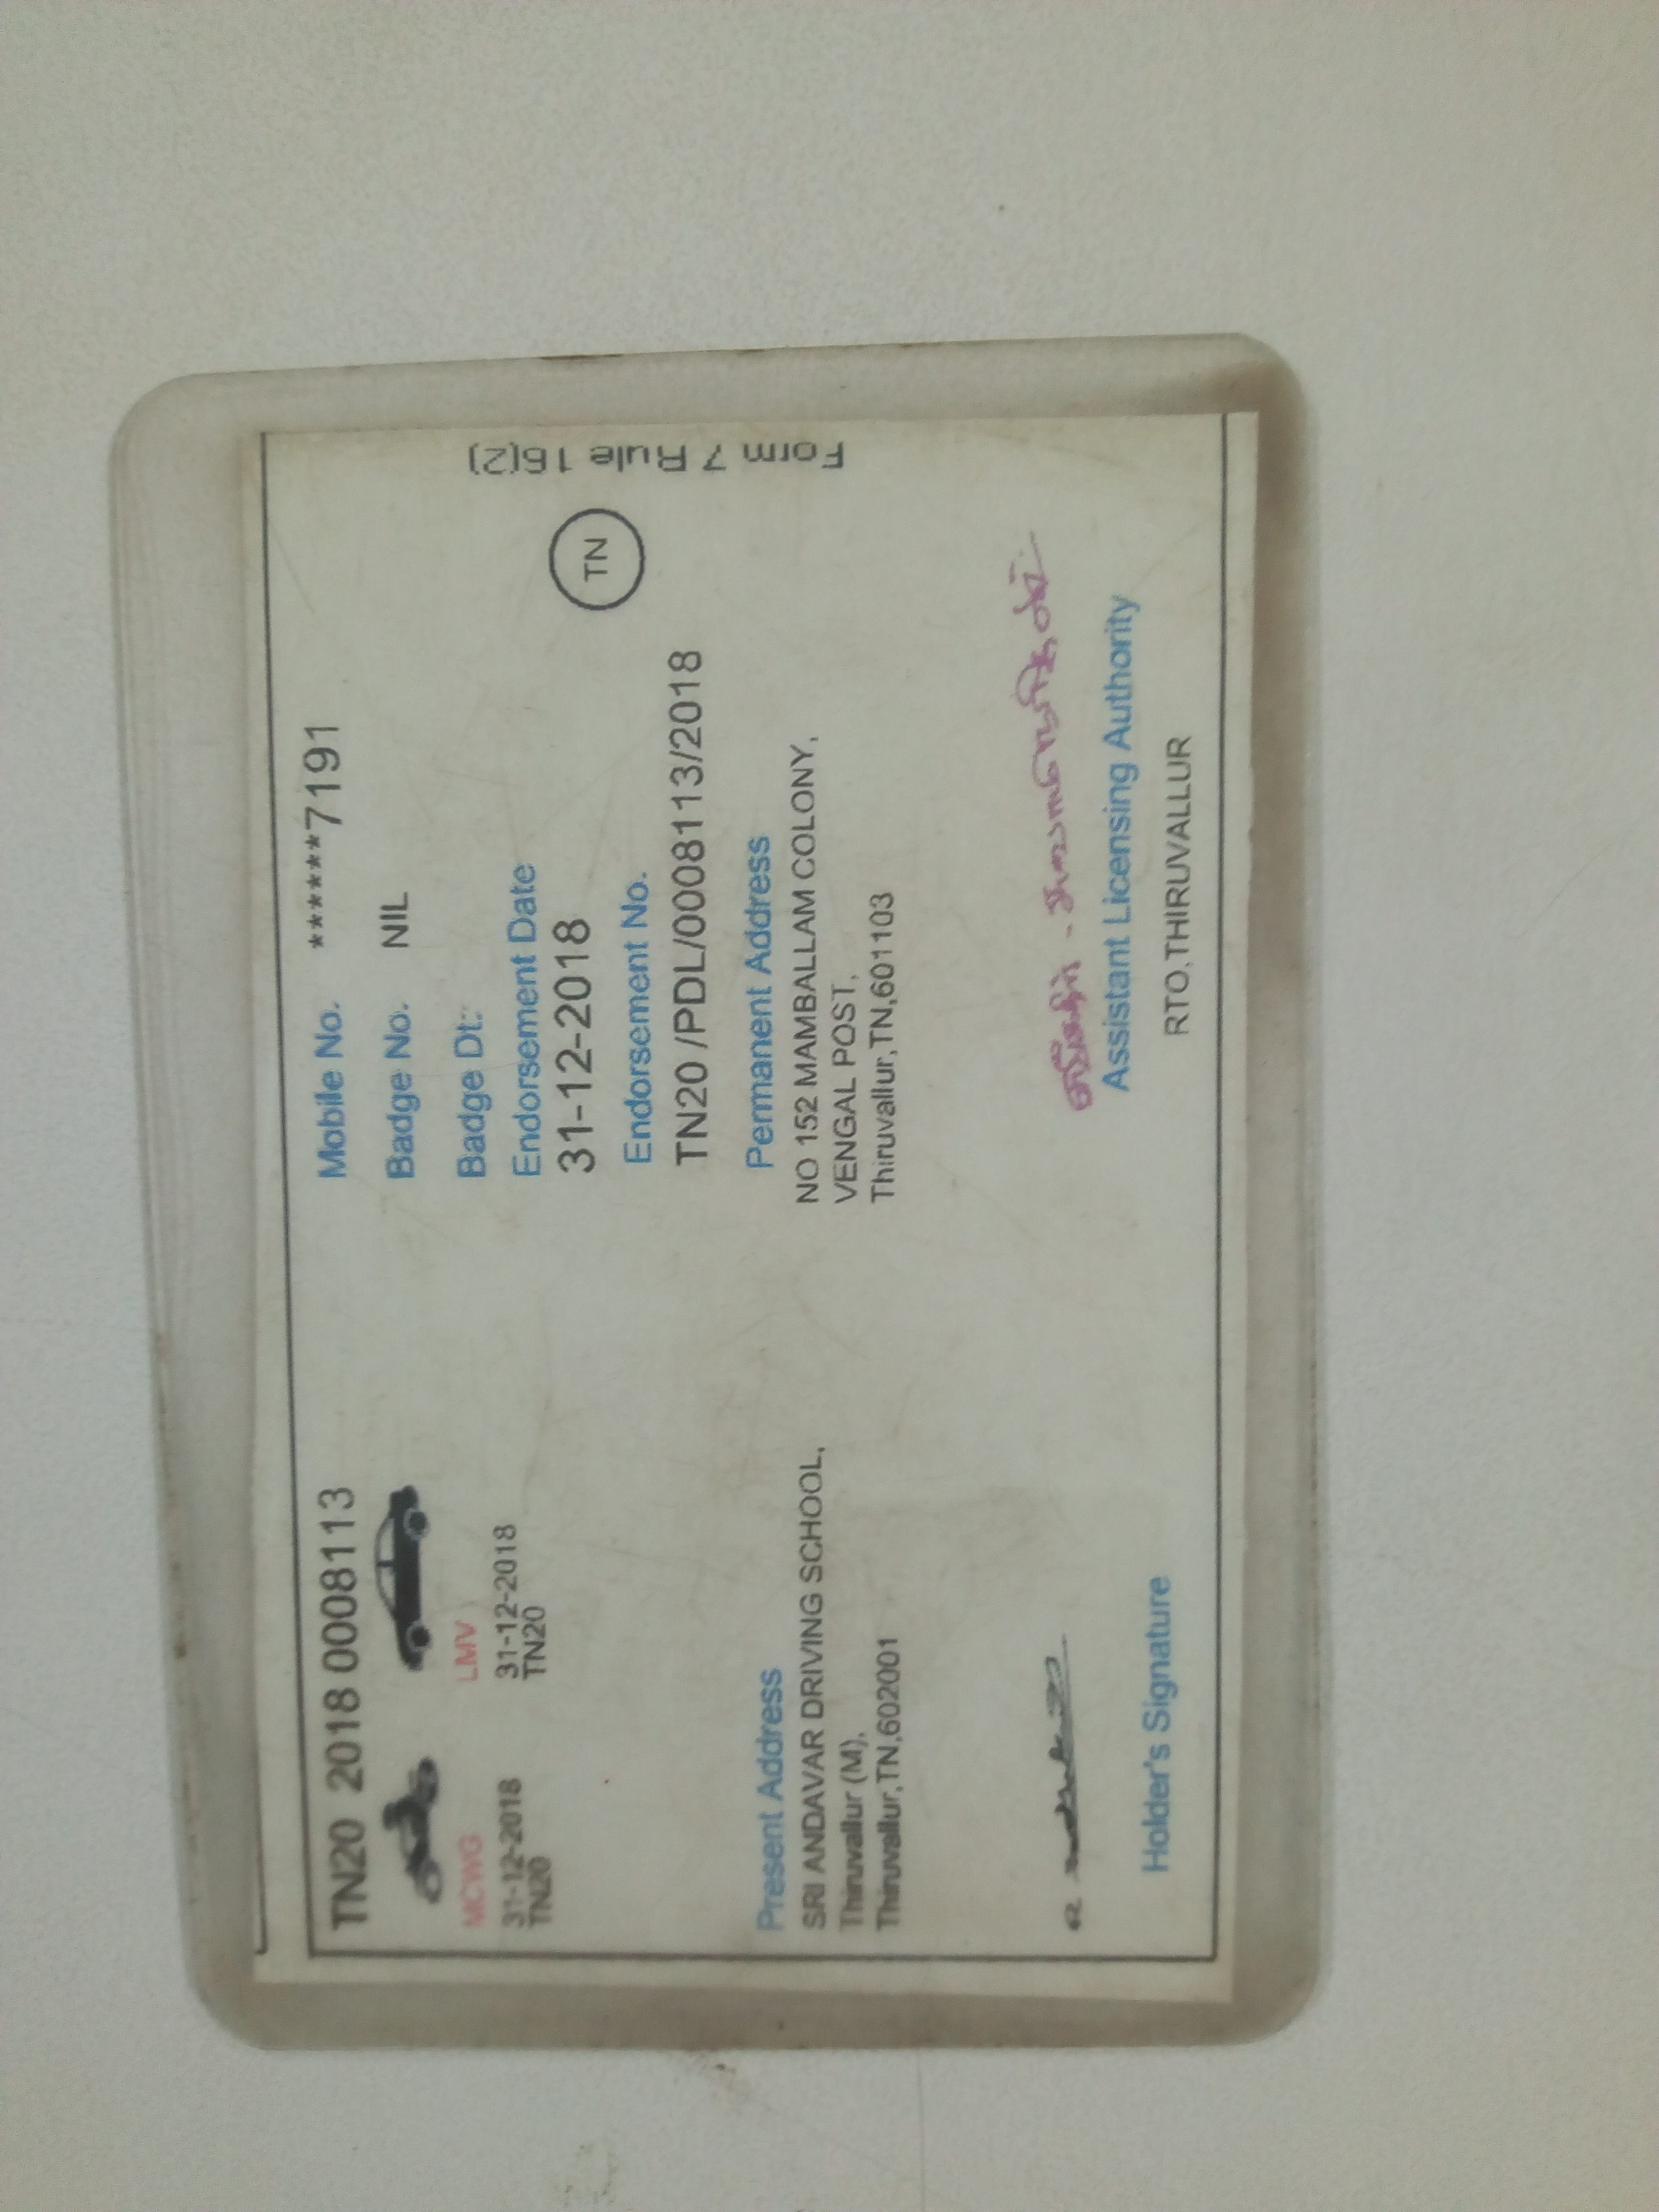 TN20 2018 0008113
MCWG LMV
31-12-2018 31-12-2018
TN20 TN20
Mobile No. ******7191
Badge No. NIL
Badge Dt:
Endorsement Date
31-12-2018
Endorsement No.
TN20 /PDL/0008113/2018
TN
Form 7 Rule 16(2)
Present Address
SRI ANDAVAR DRIVING SCHOOL,
Thiruvallur (M),
Thiruvallur,TN,602001
Permanent Address
NO 152 MAMBALLAM COLONY,
VENGAL POST,
Thiruvallur,TN,601103
Holder's Signature
Assistant Licensing Authority
RTO,THIRUVALLUR